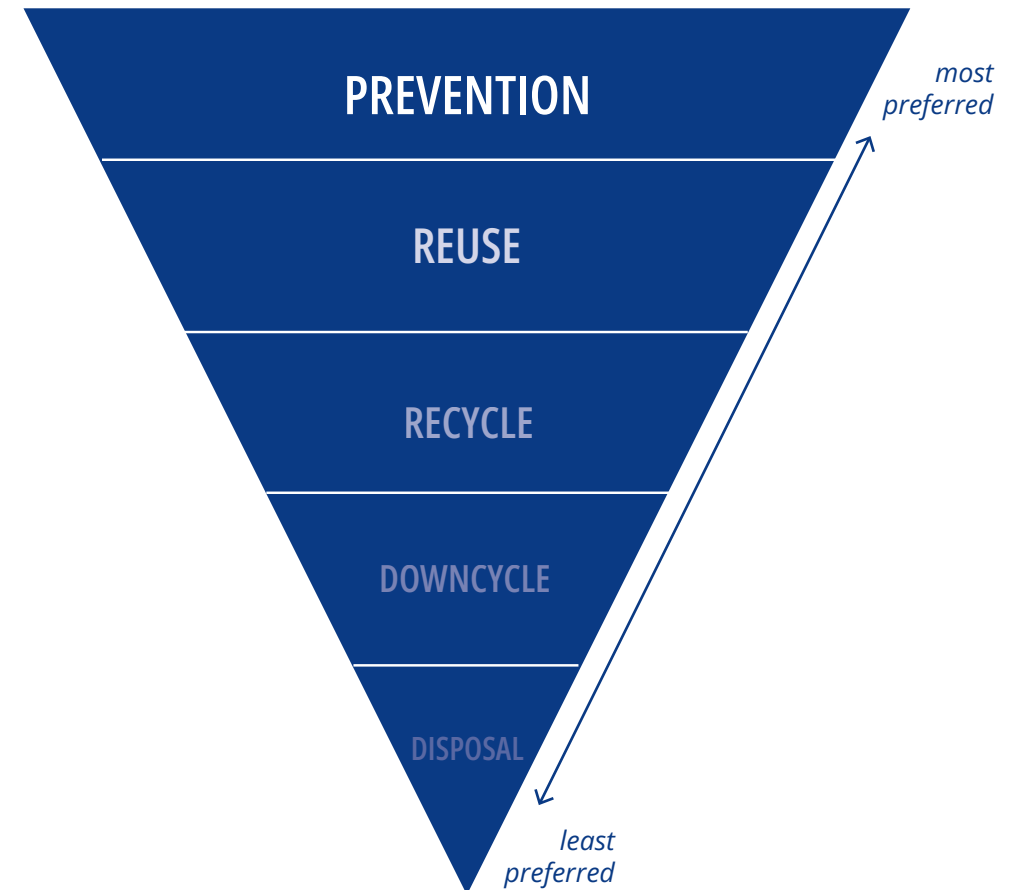 PREVENTION
most
preferred
REUSE
RECYCLE
DOWNCYCLE
DISPOSAL
least
preferred